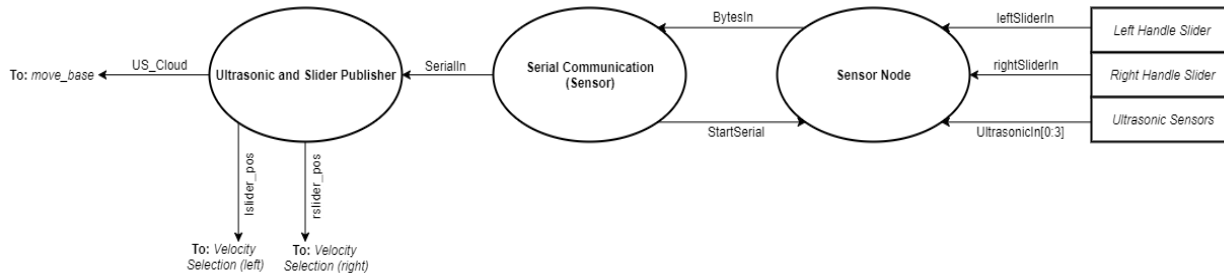 BytesIn
leftSliderIn
Left Handle Slider
To: move_base
US_Cloud
Ultrasonic and Slider Publisher
SerialIn
Serial Communication
(Sensor)
Sensor Node
rightSliderIn
Right Handle Slider
StartSerial
UltrasonicIn[0:3]
Ultrasonic Sensors
lslider_pos
rslider_pos
To: Velocity
Selection (left)
To: Velocity
Selection (right)